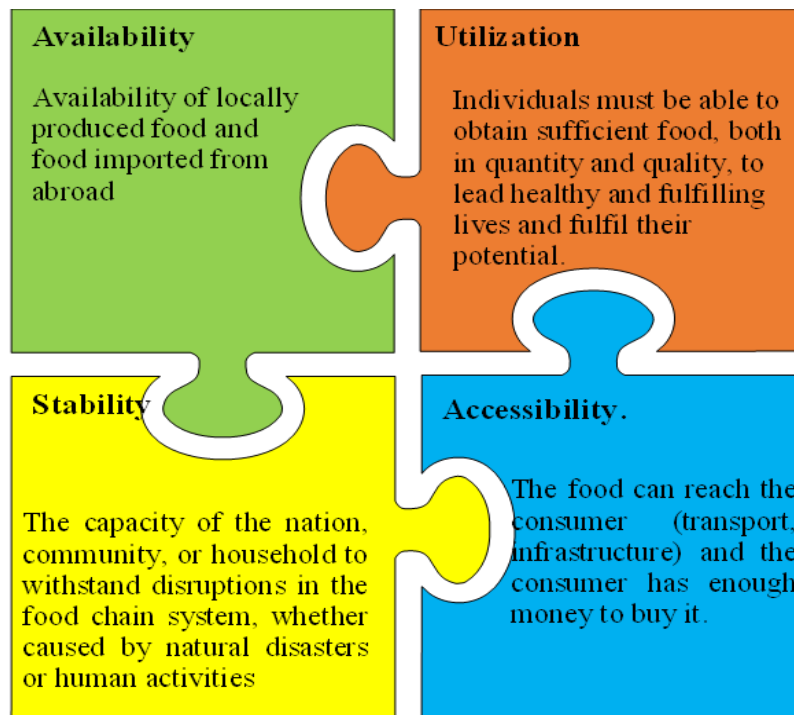 Availability
Availability of locally
produced food and
food imported from
abroad
Utilization
Individuals must be able to
obtain sufficient food, both
in quantity and quality, to
lead healthy and fulfilling
lives and fulfil their
potential.
Stability
The capacity of the nation,
community, or household to
withstand disruptions in the
food chain system, whether
caused by natural disasters
or human activities
Accessibility.
The food can reach the
consumer (transport,
infrastructure) and the
consumer has enough
money to buy it.